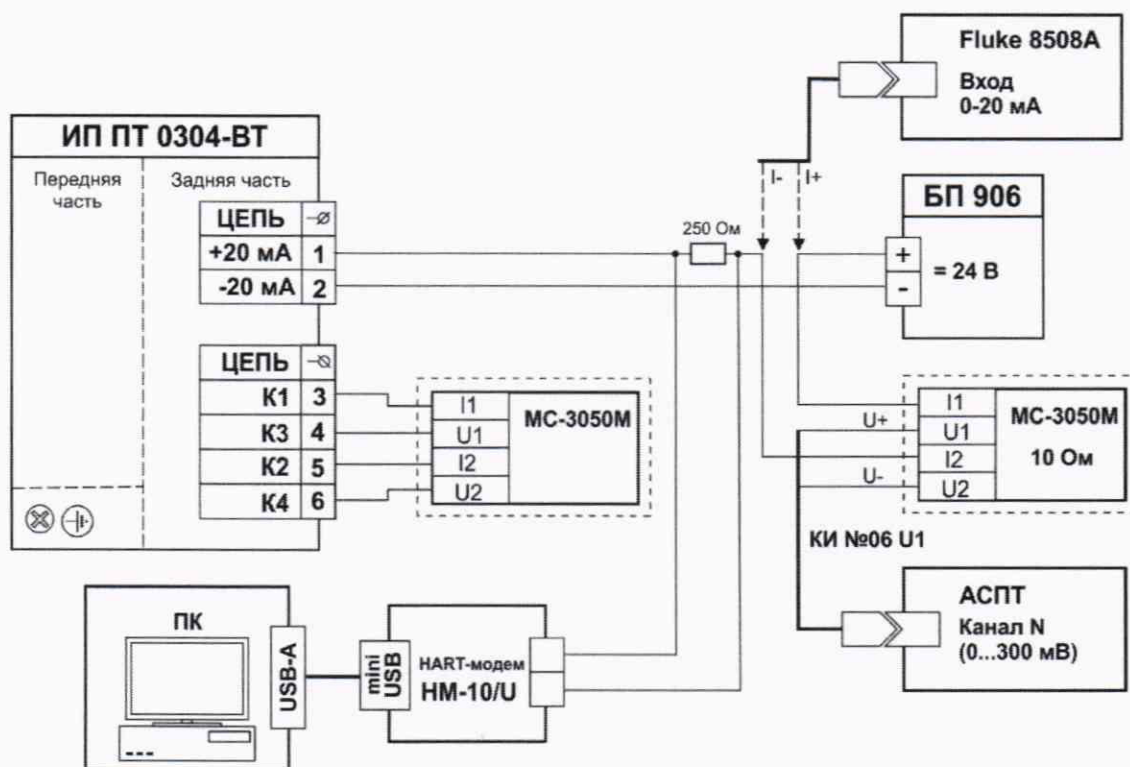 Fluke 8508A
Вход
0-20 мА
ИП ПТ 0304-ВТ
Передняя
часть
Задняя часть
ЦЕПЬ
+20 мА 1
-20 мА 2
I- I+
250 Ом
БП 906
+
= 24 В
-
ЦЕПЬ
К1 3
К3 4
К2 5
К4 6
I1
U1
I2
U2
МС-3050М
U+
U-
I1
U1
I2
U2
МС-3050М
10 Ом
КИ №06 U1
ПК
USB-A
mini
USB
HART-модем
НМ-10/U
АСПТ
Канал N
(0...300 мВ)